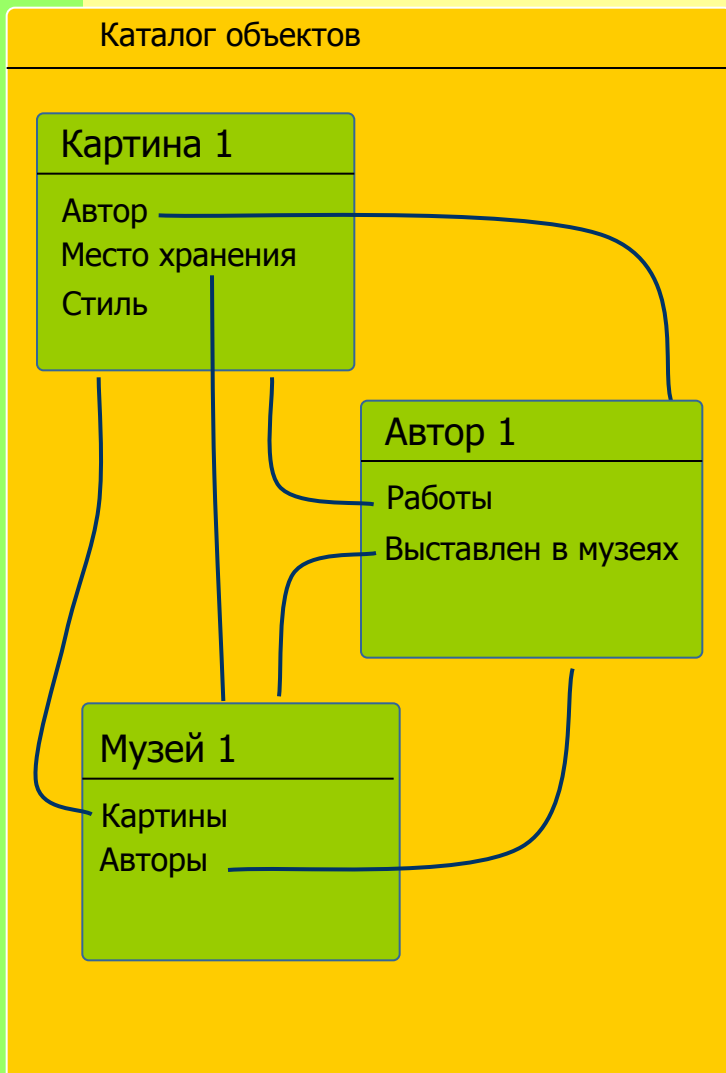 Каталог объектов
Картина 1
Автор
Место хранения
Стиль
Автор 1
Работы
Выставлен в музеях
Музей 1
Картины
Авторы